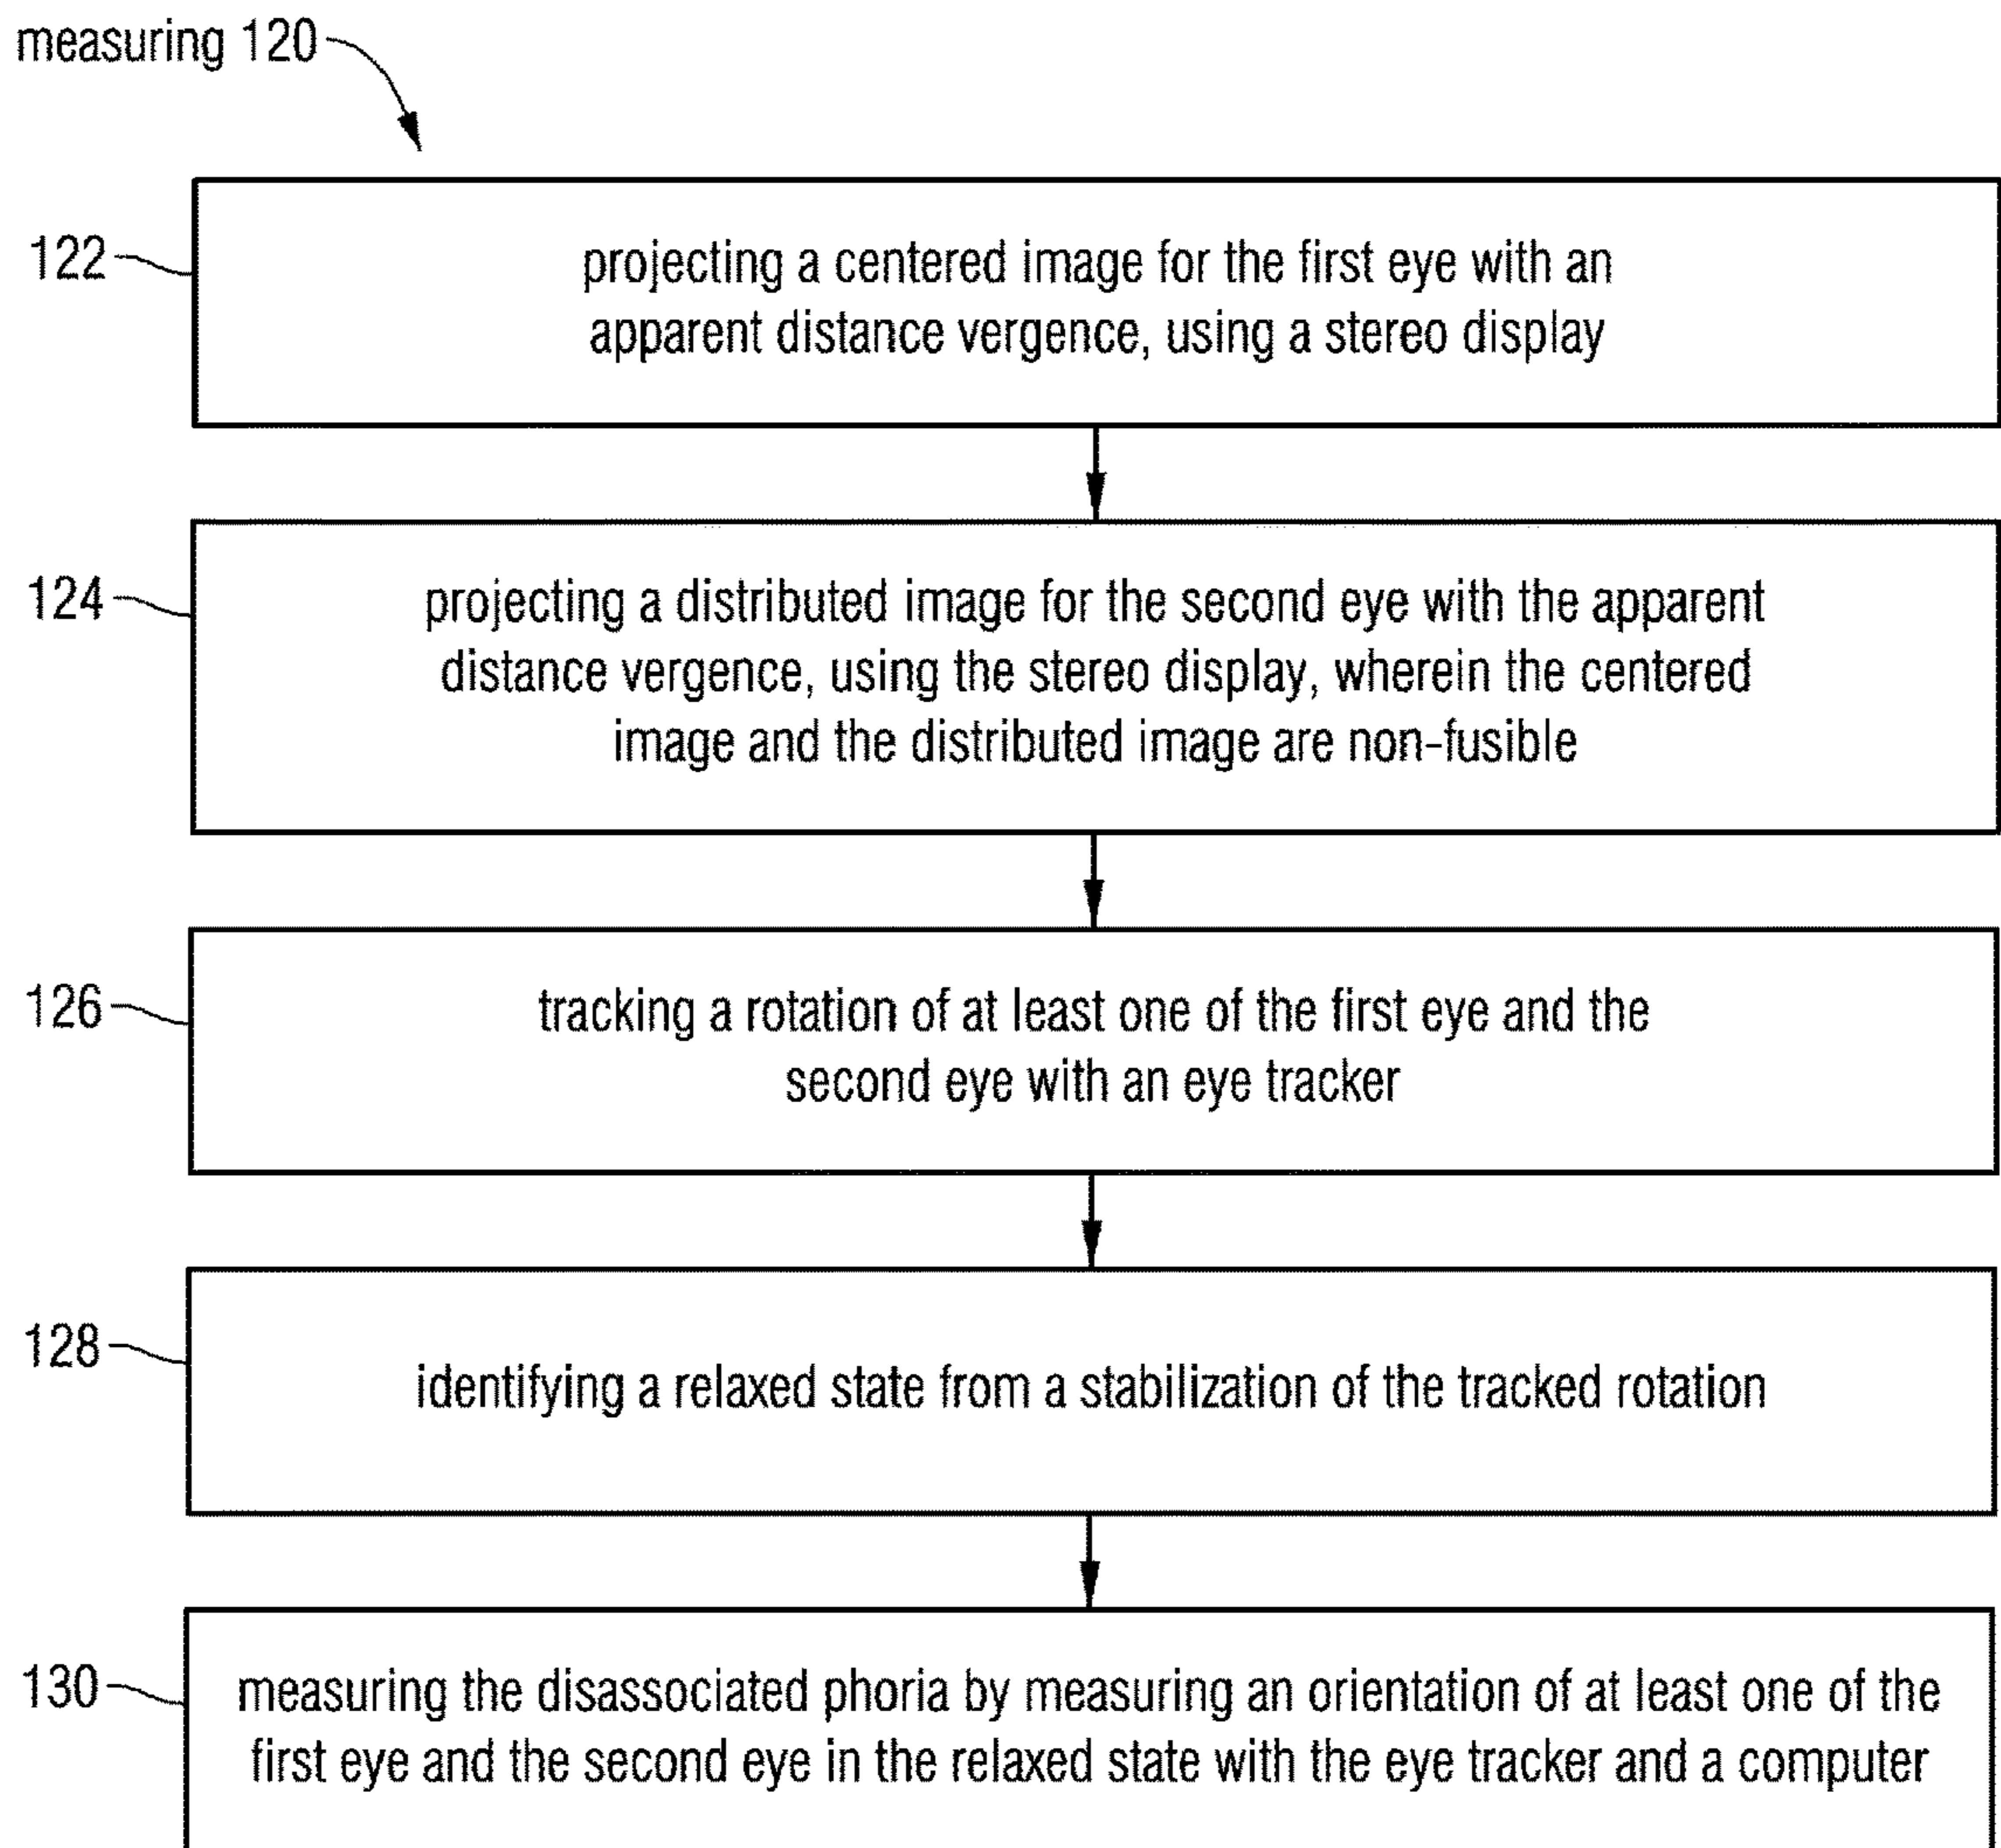 measuring 120
122
projecting a centered image for the first eye with an
apparent distance vergence, using a stereo display
124
projecting a distributed image for the second eye with the apparent
distance vergence, using the stereo display, wherein the centered
image and the distributed image are non-fusible
126
tracking a rotation of at least one of the first eye and the
second eye with an eye tracker
128
identifying a relaxed state from a stabilization of the tracked rotation
130
measuring the disassociated phoria by measuring an orientation of at least one of the
first eye and the second eye in the relaxed state with the eye tracker and a computer